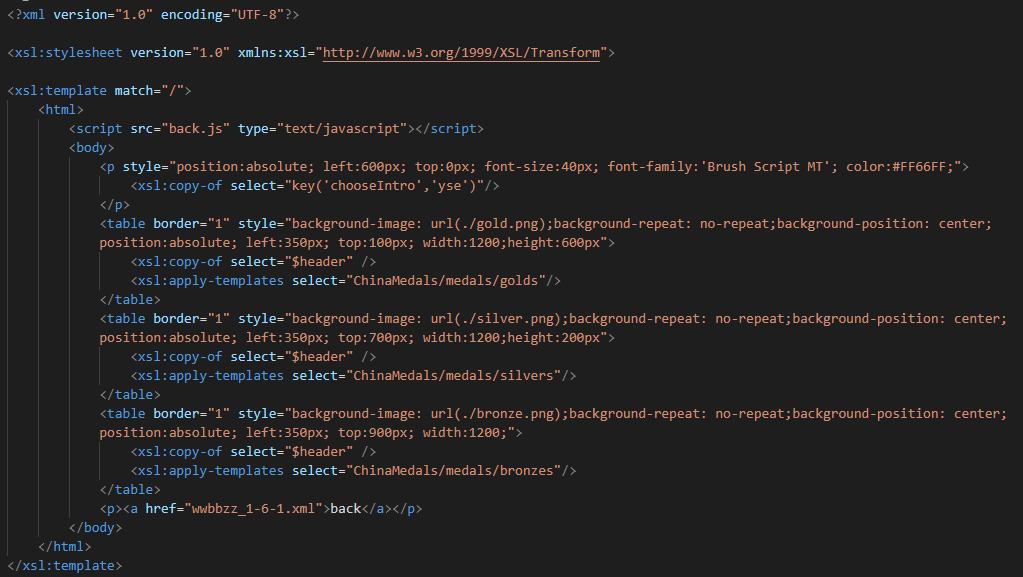 <?xml version="1.0" encoding="UTF-8"?>
<xsl:stylesheet version="1.0" xmlns:xsl="http://www.w3.org/1999/XSL/Transform">
<xsl:template match="/">
<html>
<script src="back.js" type="text/javascript"></script>
<body>
<p style="position:absolute; left:600px; top:0px; font-size:40px; font-family:'Brush Script MT'; color:#FF66FF;">
<xsl:copy-of select="key('chooseIntro','yse')"/>
</p>
<table border="1" style="background-image: url(./gold.png);background-repeat: no-repeat;background-position: center;
position:absolute; left:350px; top:100px; width:1200;height:600px">
<xsl:copy-of select="$header" />
<xsl:apply-templates select="ChinaMedals/medals/golds"/>
</table>
<table border="1" style="background-image: url(./silver.png);background-repeat: no-repeat;background-position: center;
position:absolute; left:350px; top:700px; width:1200;height:200px">
<xsl:copy-of select="$header" />
<xsl:apply-templates select="ChinaMedals/medals/silvers"/>
</table>
<table border="1" style="background-image: url(./bronze.png);background-repeat: no-repeat;background-position: center;
position:absolute; left:350px; top:900px; width:1200;">
<xsl:copy-of select="$header" />
<xsl:apply-templates select="ChinaMedals/medals/bronzes"/>
</table>
<p><a href="wwbbzz_1-6-1.xml">back</a></p>
</body>
</html>
</xsl:template>